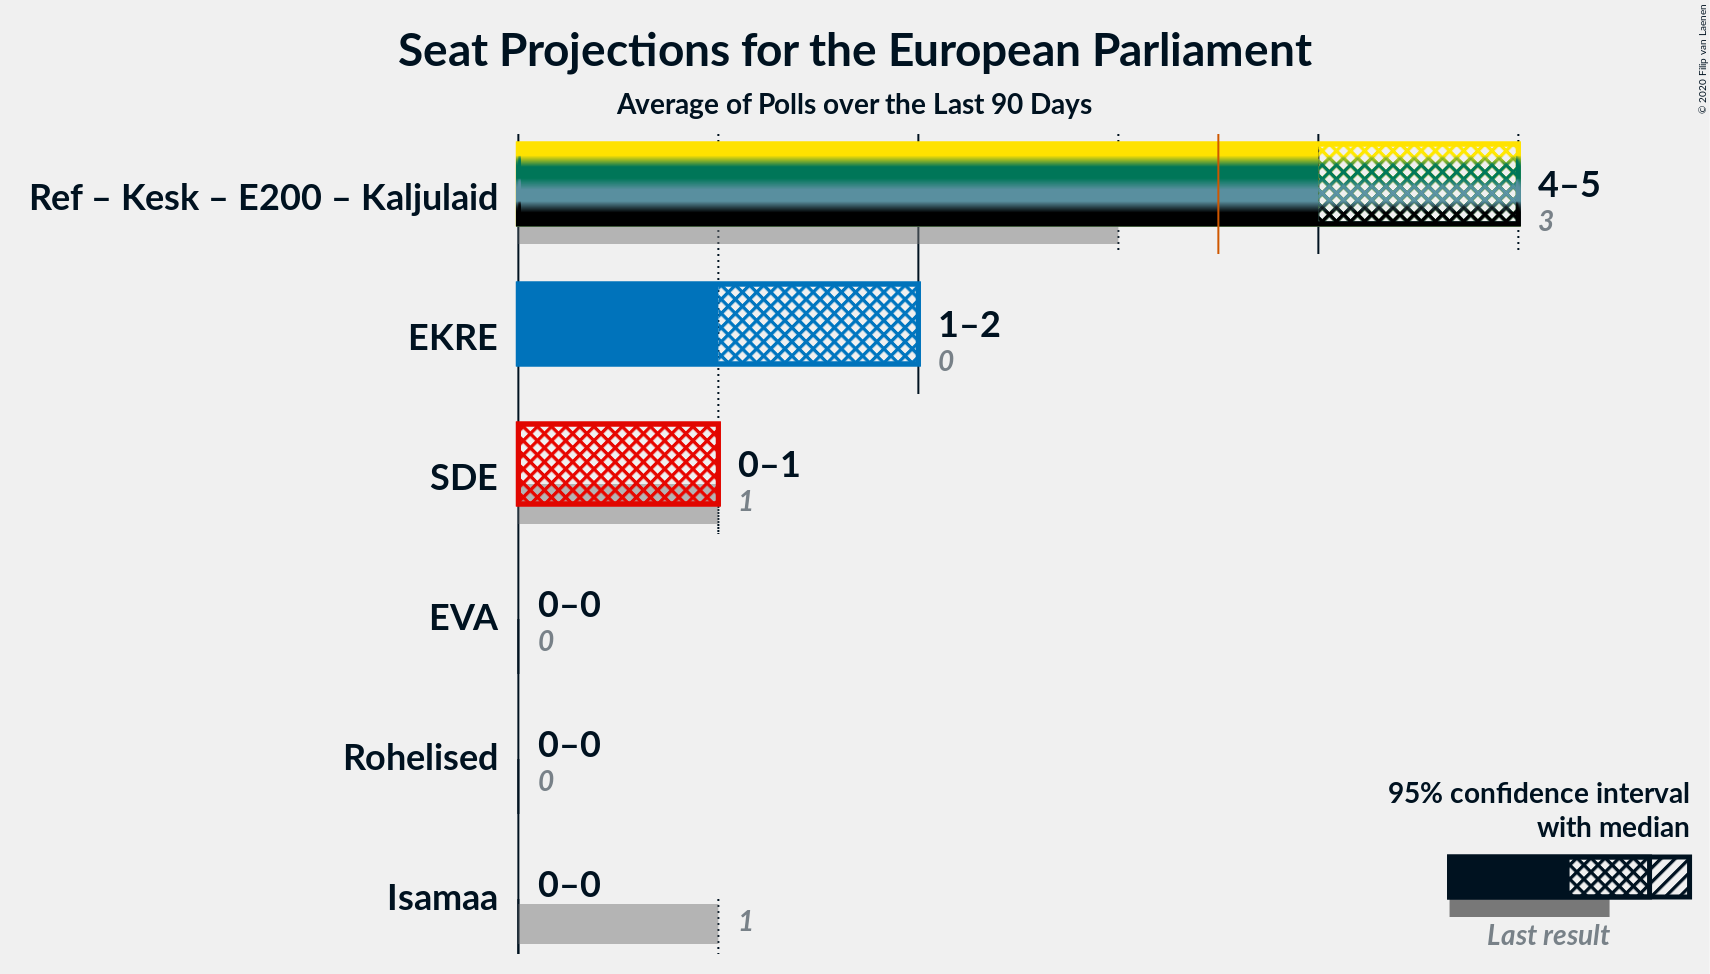 Seat Projections for the European Parliament
Average of Polls over the Last 90 Days
© 2020 Filip van Laenen
Ref – Kesk – E200 – Kaljulaid
4–5
3
EKRE
1–2
0
SDE
0–1
1
EVA
0–0
0
Rohelised
0–0
0
Isamaa
0–0
1
95% confidence interval
with median
Last result